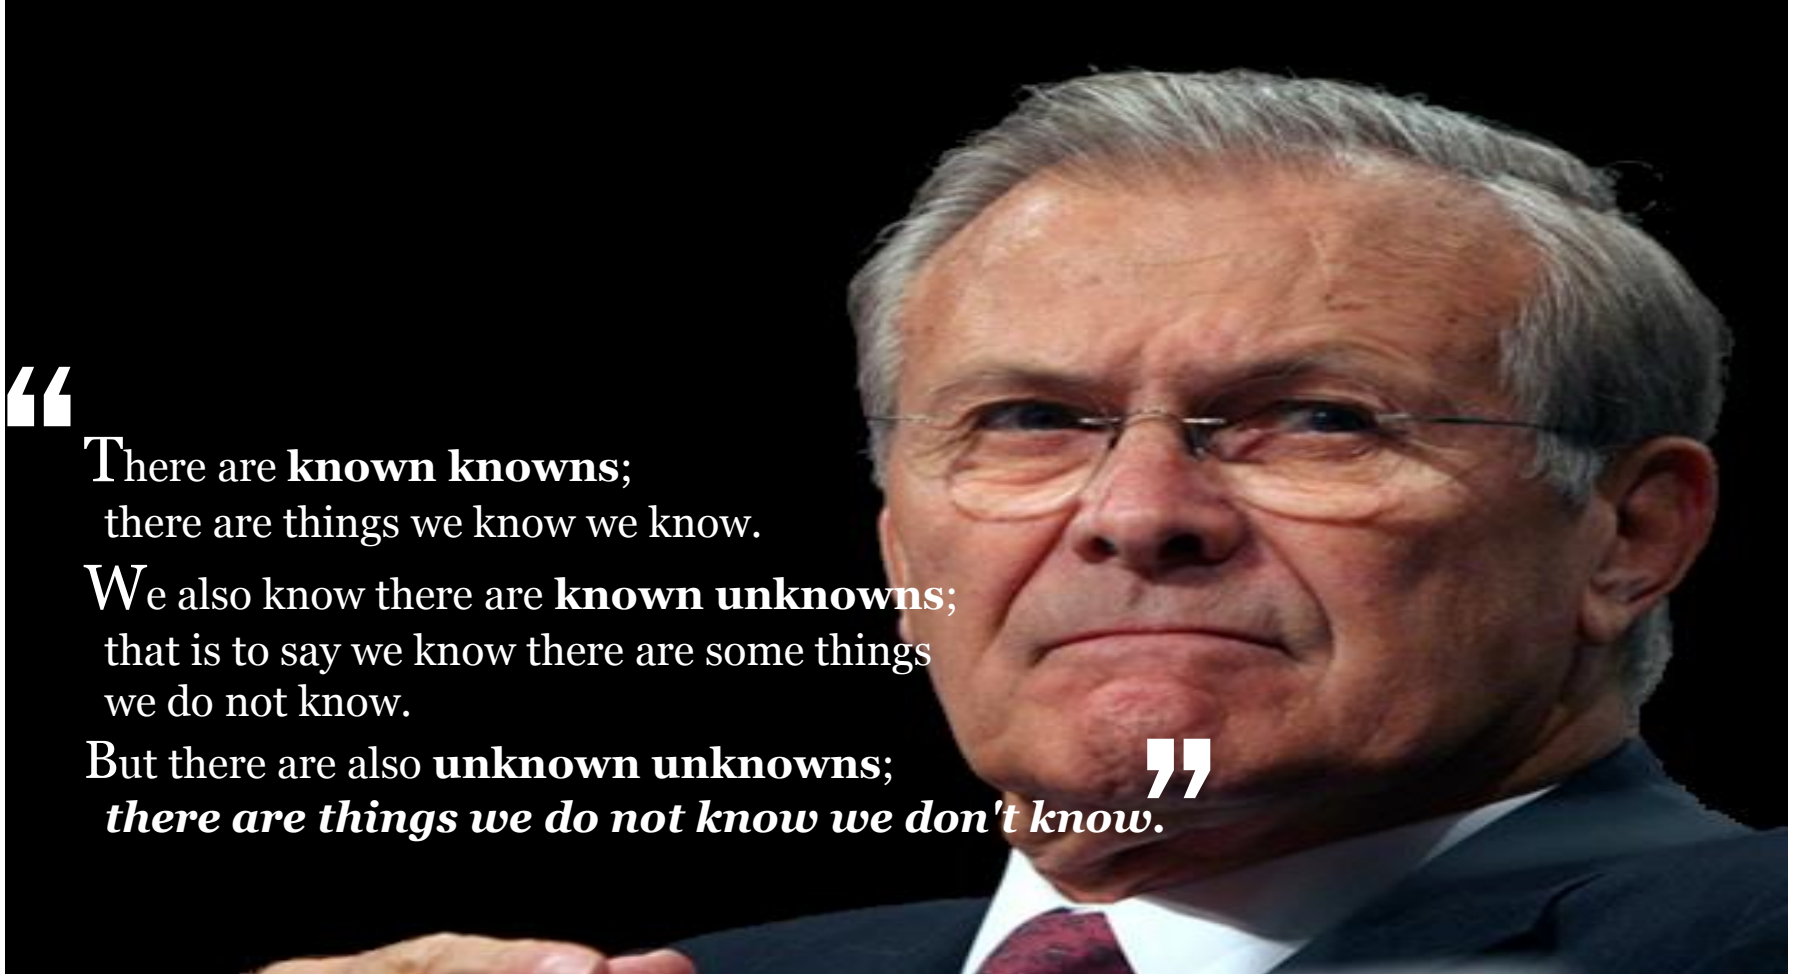 “
There are known knowns;
there are things we know we know.
We also know there are known unknowns;
that is to say we know there are some things
we do not know.
But there are also unknown unknowns;
there are things we do not know we don't know.”